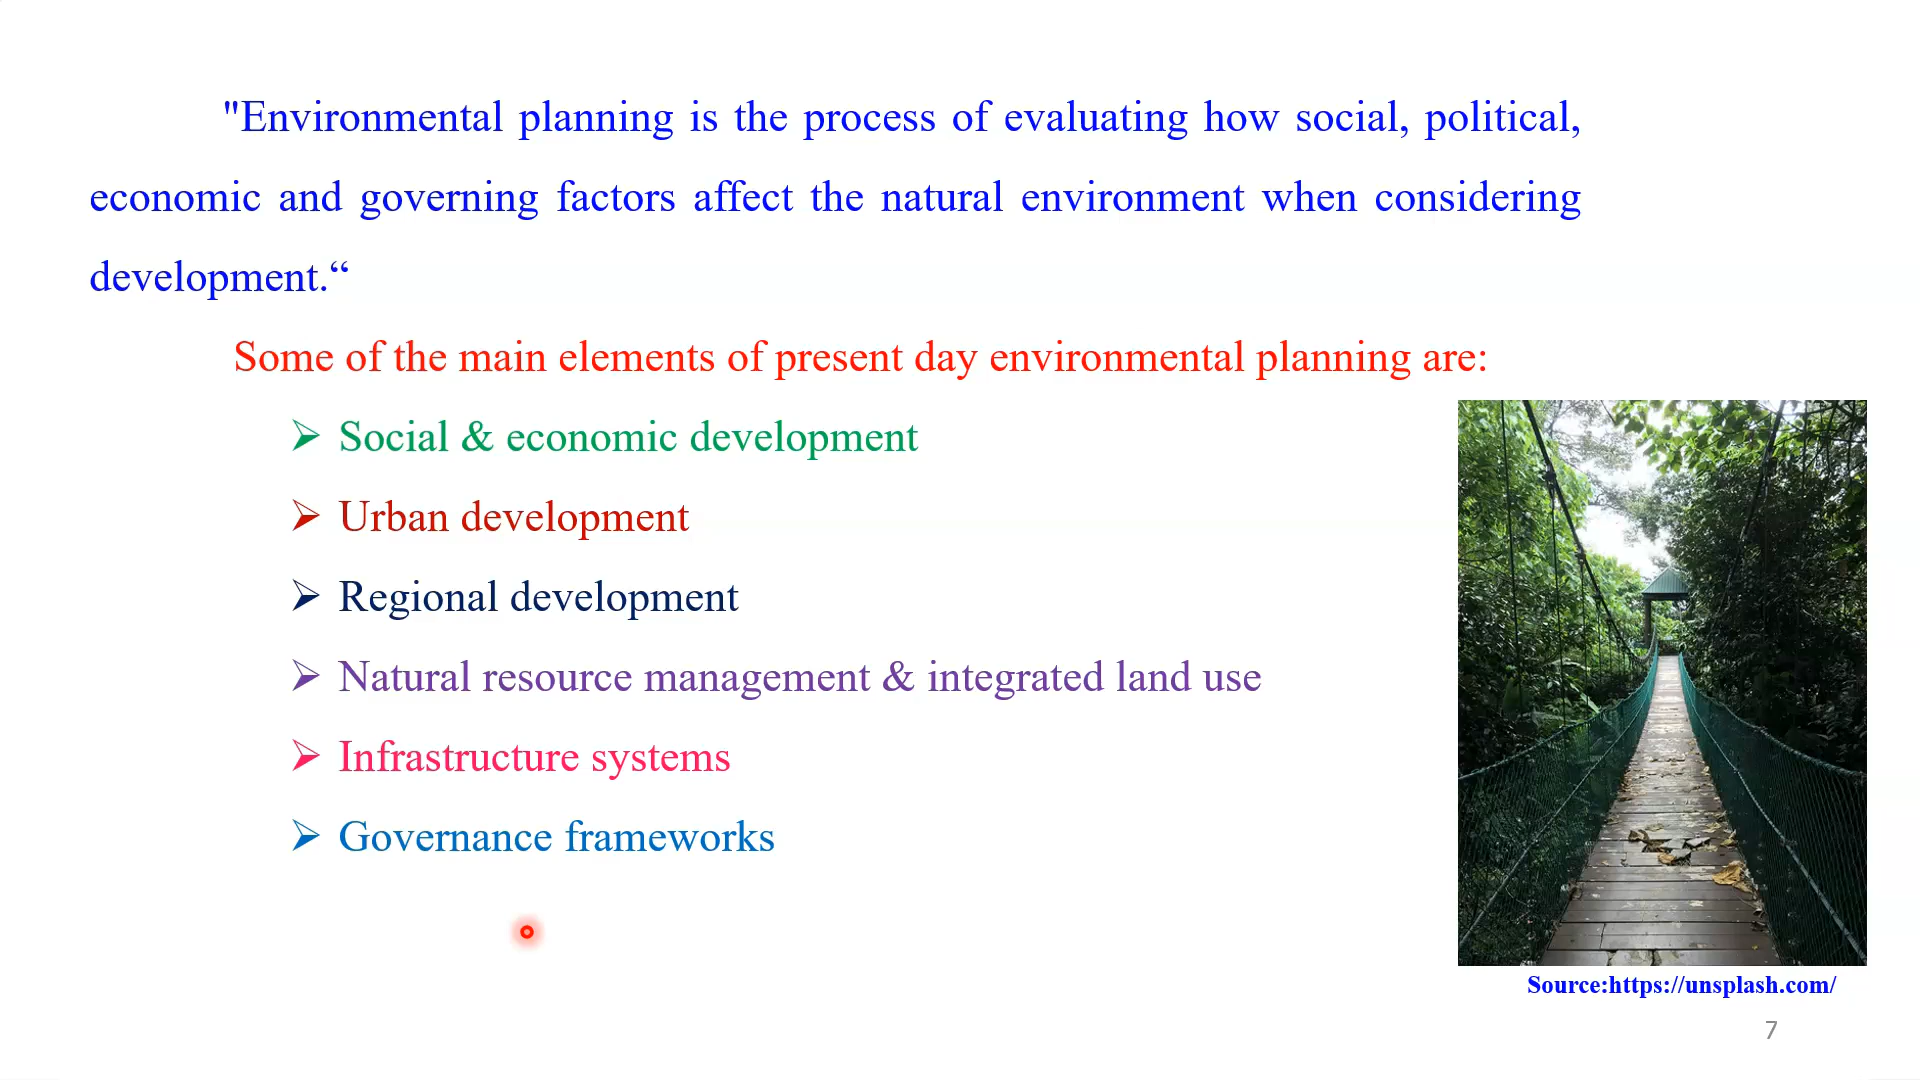 "Environmental planning is the process of evaluating how social, political,
economic and governing factors affect the natural environment when considering
development.“
Some of the main elements of present day environmental planning are:
➢ Social & economic development
➢ Urban development
➢ Regional development
➢ Natural resource management & integrated land use
➢ Infrastructure systems
➢ Governance frameworks
Source:https://unsplash.com/
7